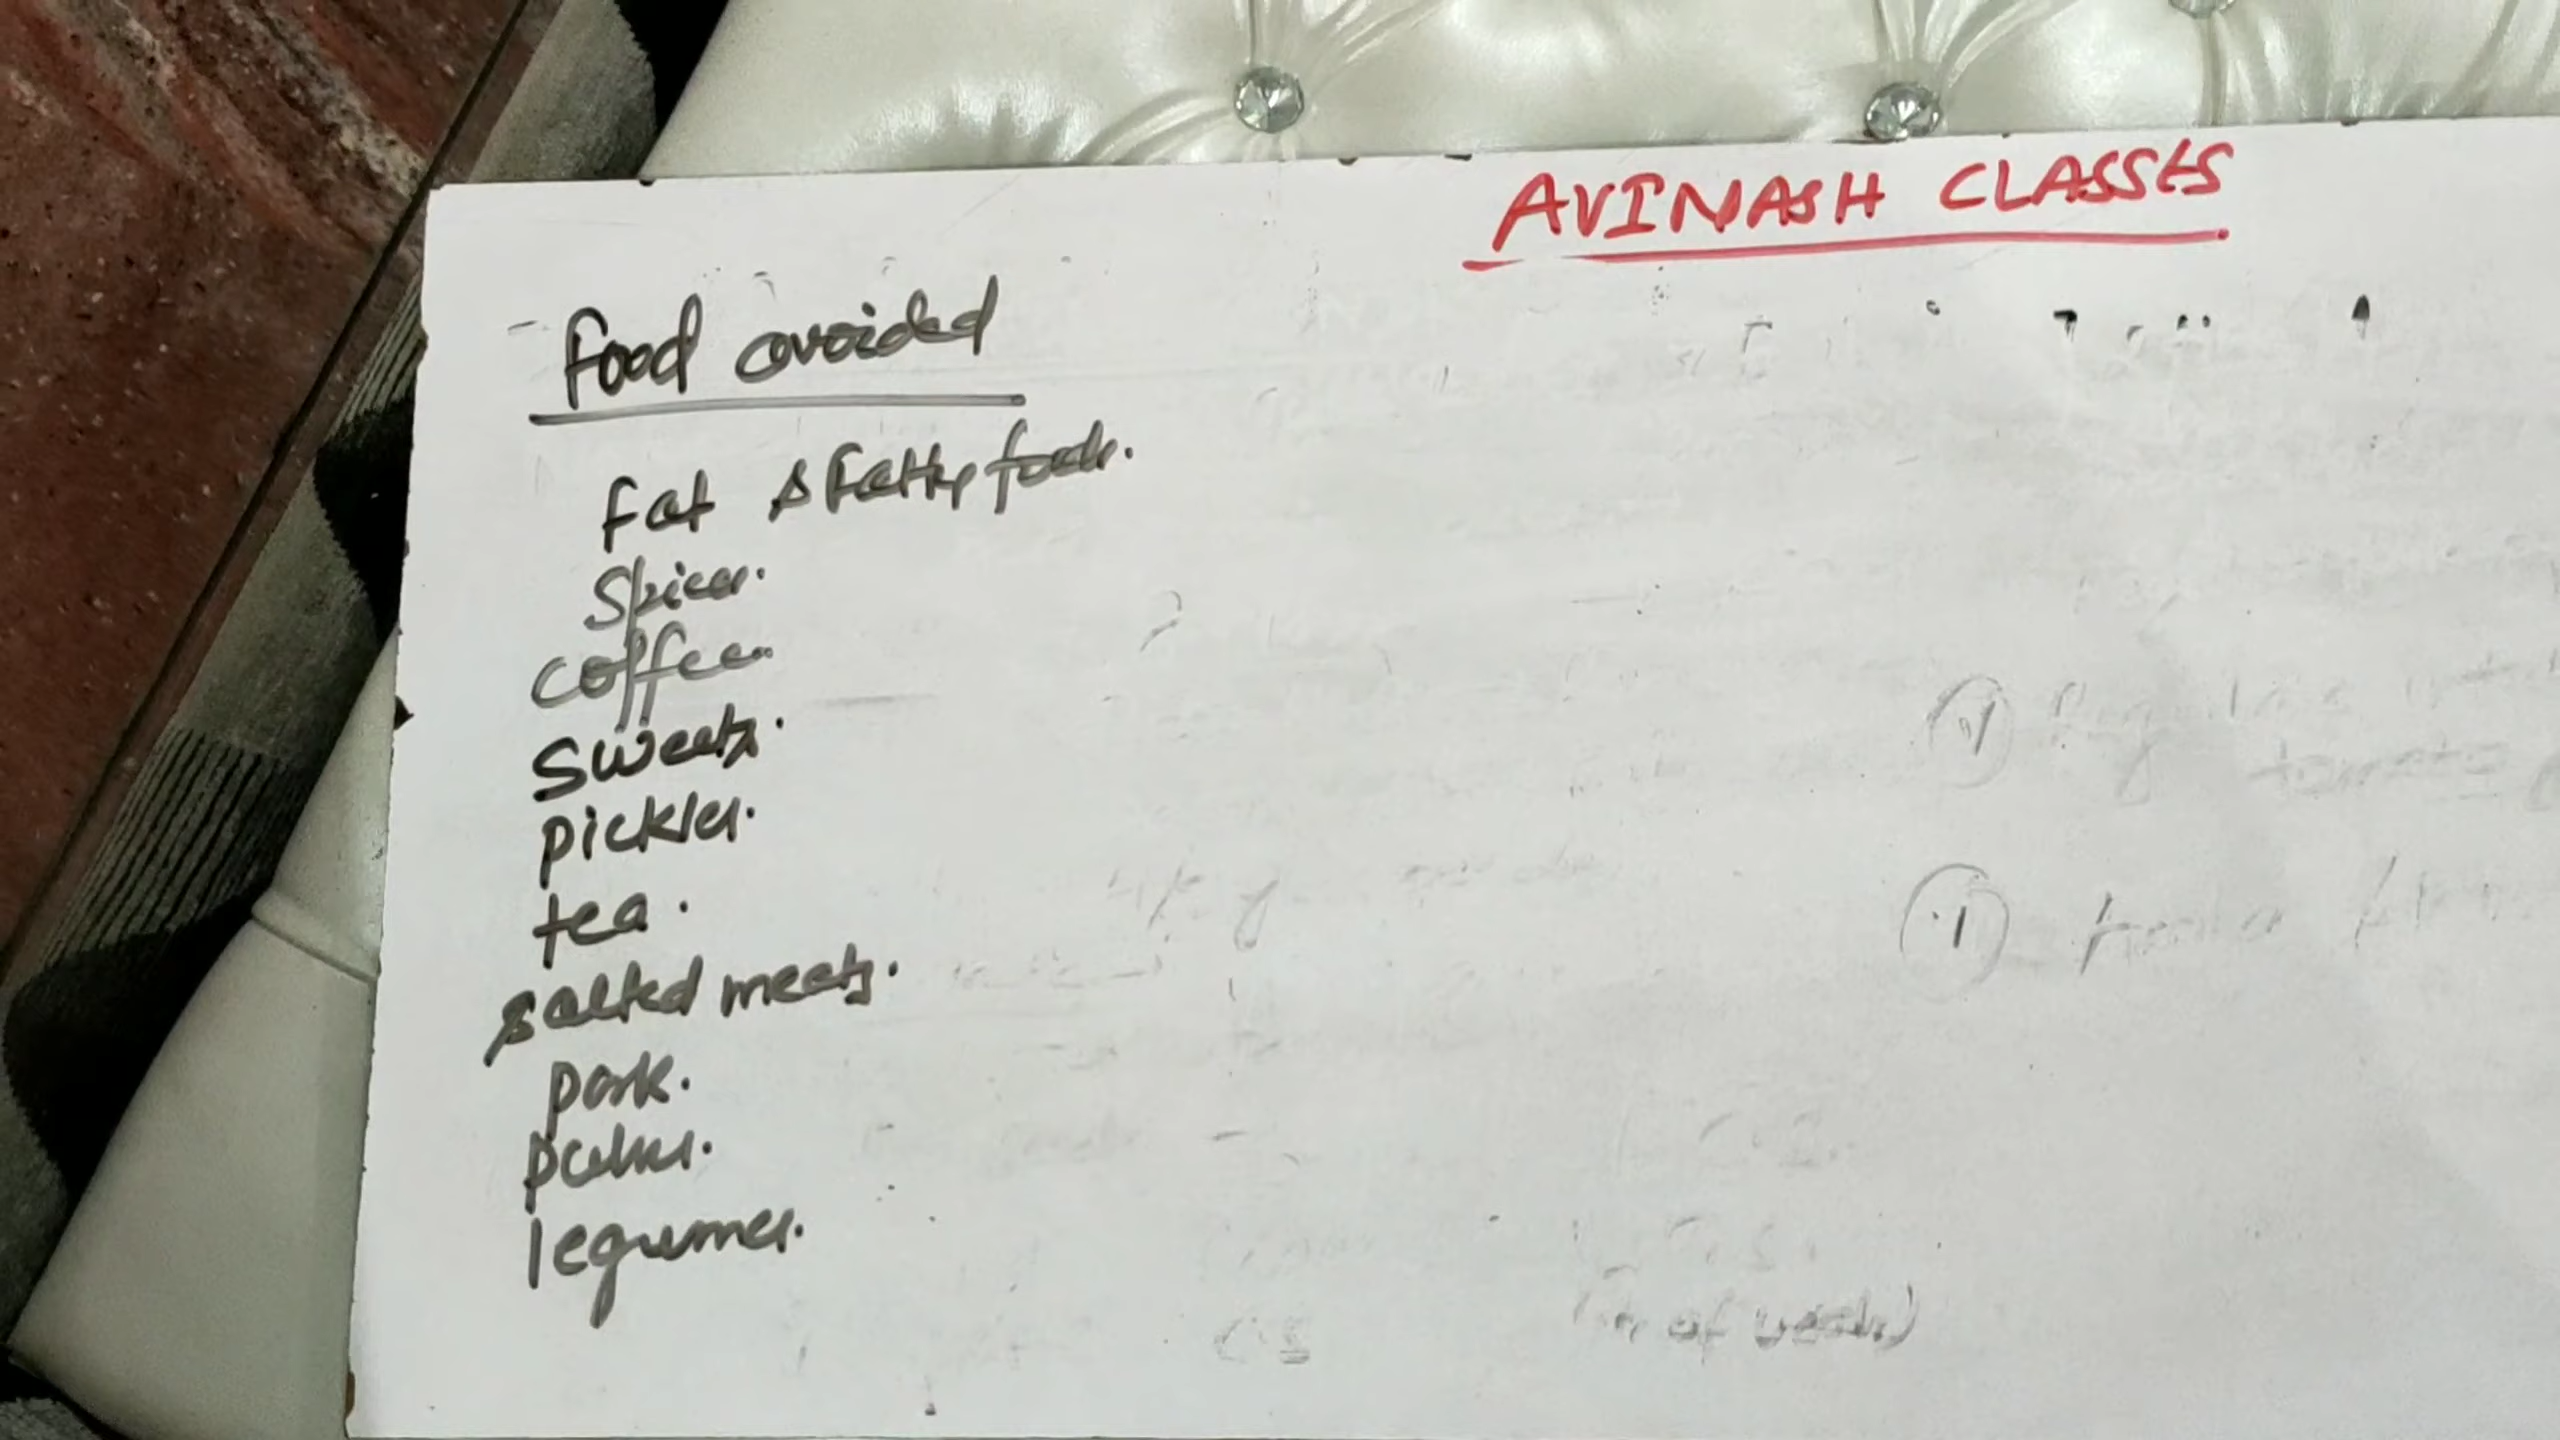 AVINASH CLASSES
food avoided
Fat & Fatty foods.
Spices.
coffee.
Sweets.
pickles.
tea.
salted meats.
pork.
pulses.
legumes.